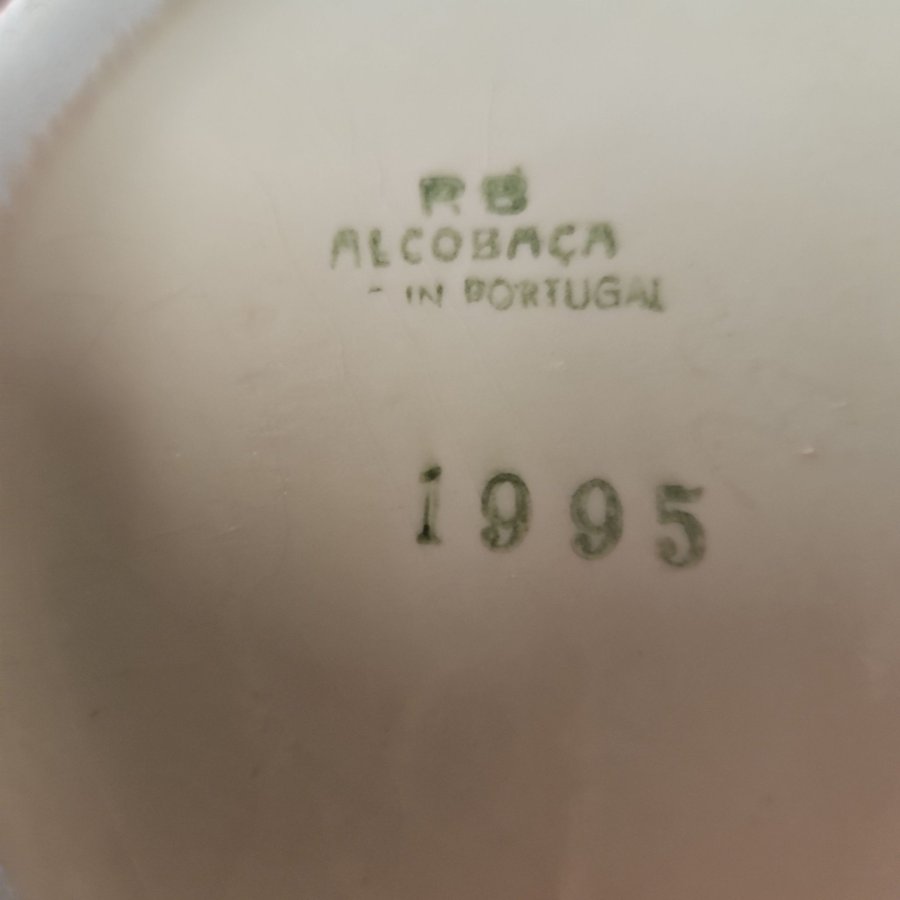 RB
ALCOBAÇA
- IN PORTUGAL
1995